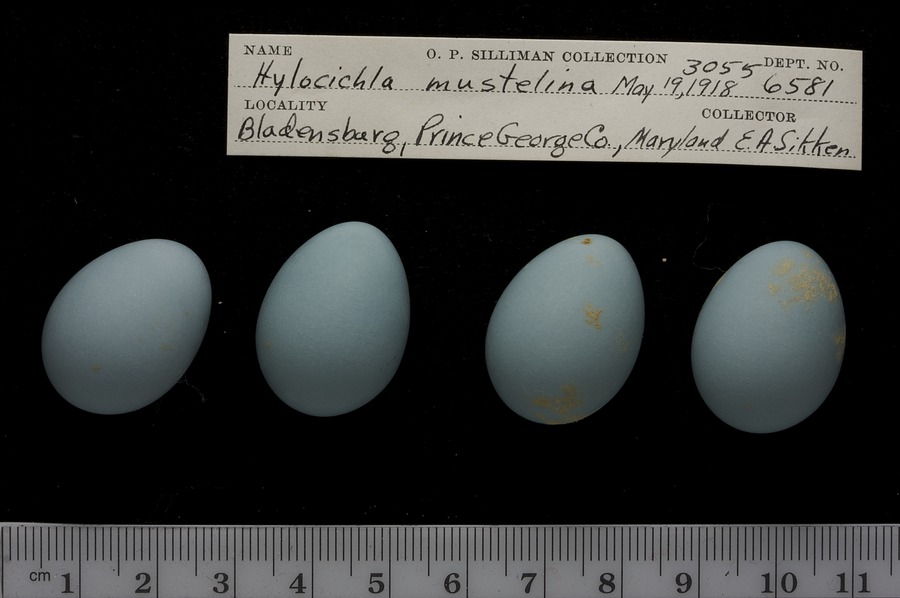 NAME O. P. SILLIMAN COLLECTION 3055 DEPT. NO.
Hylocichla mustelina May 19, 1918 6581
LOCALITY COLLECTOR
Bladensburg, Prince George Co., Maryland E. A. Sitken
cm 1 2 3 4 5 6 7 8 9 10 11